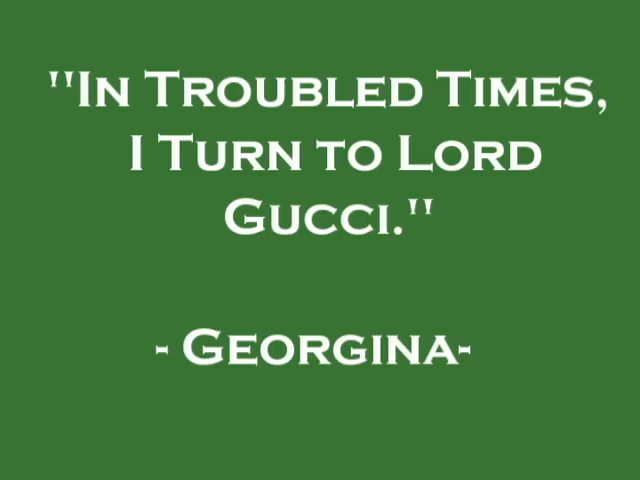 "In Troubled Times,
I Turn to Lord
Gucci."
- Georgina-